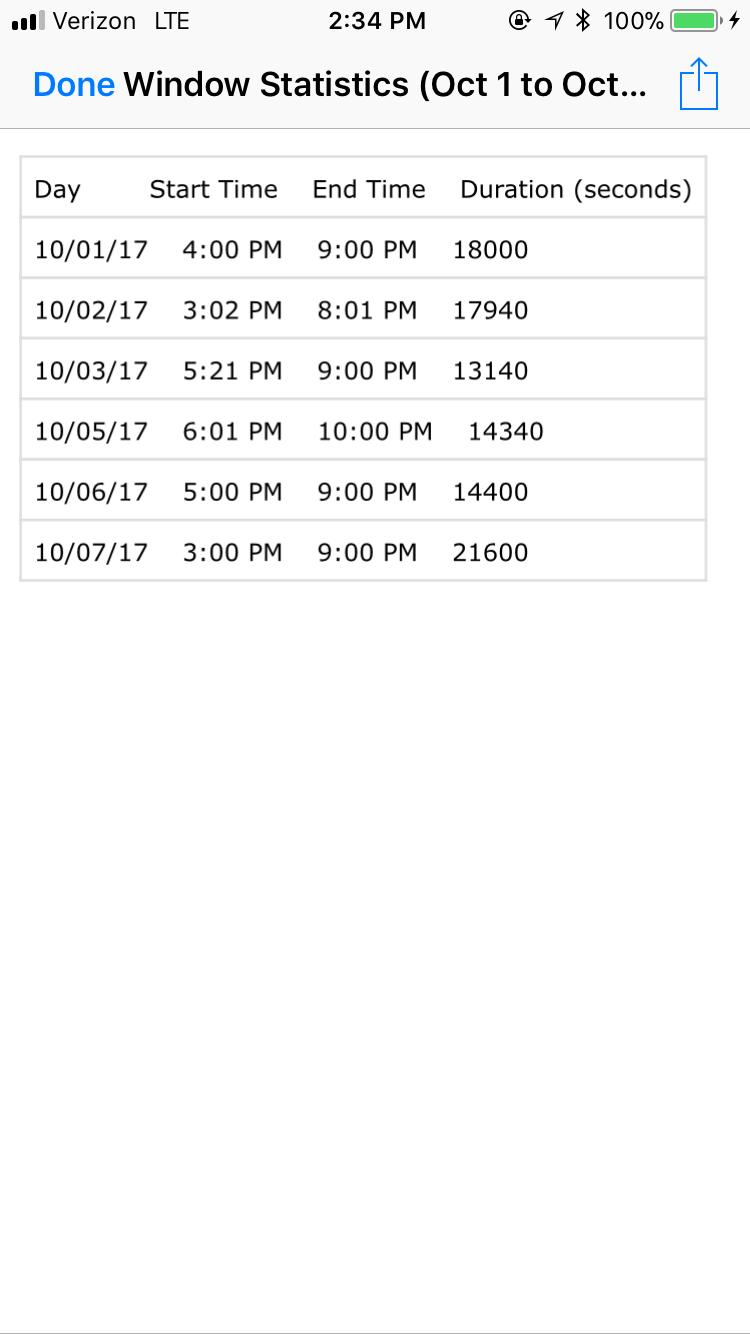 Verizon LTE 2:34 PM 100%
Done Window Statistics (Oct 1 to Oct...
Day Start Time End Time Duration (seconds)
10/01/17 4:00 PM 9:00 PM 18000
10/02/17 3:02 PM 8:01 PM 17940
10/03/17 5:21 PM 9:00 PM 13140
10/05/17 6:01 PM 10:00 PM 14340
10/06/17 5:00 PM 9:00 PM 14400
10/07/17 3:00 PM 9:00 PM 21600